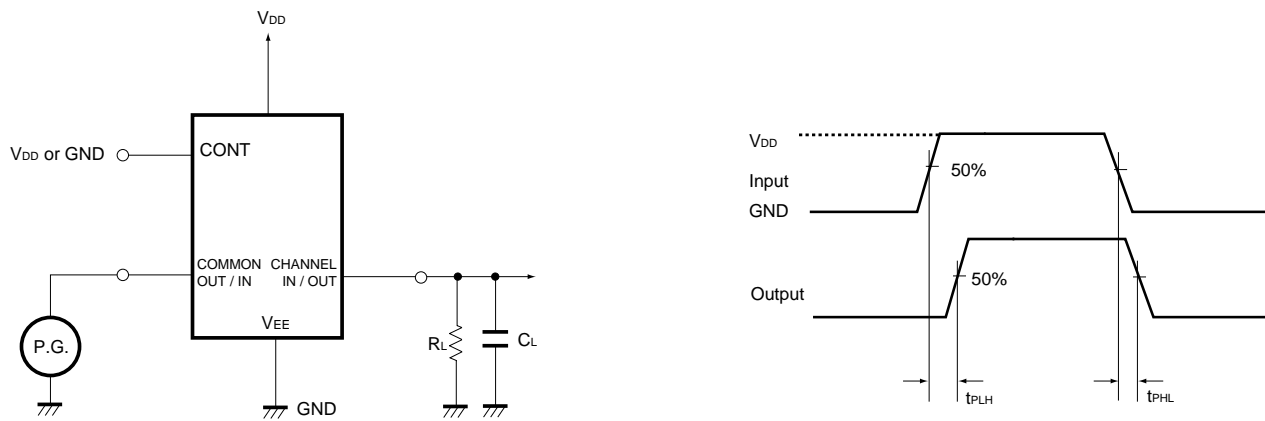 VDD
VDD or GND
CONT
COMMON OUT / IN
CHANNEL IN / OUT
VEE
P.G.
RL
CL
GND
VDD
Input
GND
50%
Output
50%
tPLH
tPHL